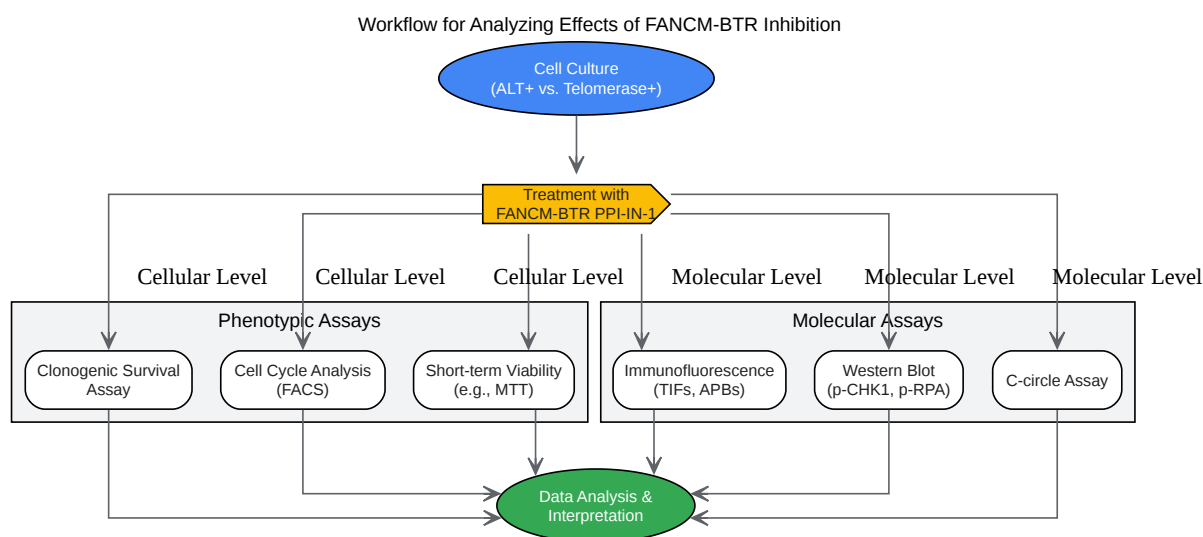 Workflow for Analyzing Effects of FANCM-BTR Inhibition
Cell Culture
(ALT+ vs. Telomerase+)
Treatment with
FANCM-BTR PPI-IN-1
Cellular Level
Cellular Level
Cellular Level
Molecular Level
Molecular Level
Molecular Level
Phenotypic Assays
Molecular Assays
Clonogenic Survival
Assay
Cell Cycle Analysis
(FACS)
Short-term Viability
(e.g., MTT)
Immunofluorescence
(TIFs, APBs)
Western Blot
(p-CHK1, p-RPA)
C-circle Assay
Data Analysis &
Interpretation